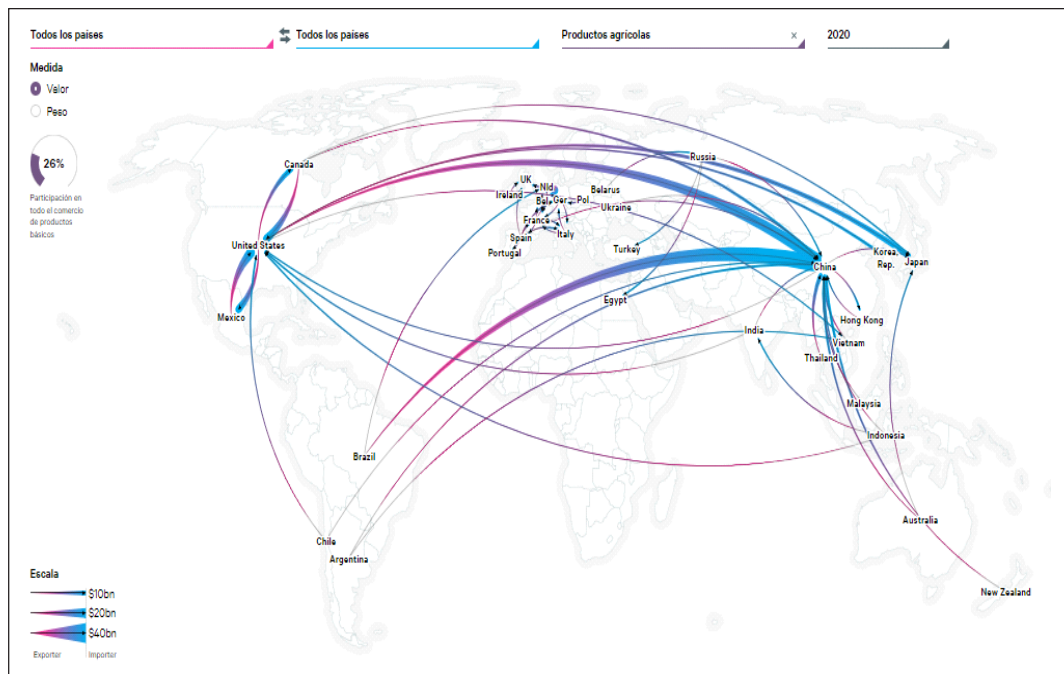 Todos los paises
Todos los paises
Productos agricolas
×
2020
Medida
Valor
Peso
26%
Participación en
todo el comercio
de productos
básicos
Canada
United States
Mexico
Brazil
Chile
Argentina
UK
Ireland
Nld
Bel
Ger
Pol
Belarus
Ukraine
Russia
France
Spain
Italy
Portugal
Turkey
Egypt
India
China
Korea,
Rep.
Japan
Hong Kong
Vietnam
Thailand
Malaysia
Indonesia
Australia
New Zealand
Escala
$10bn
$20bn
$40bn
Exporter
Importer